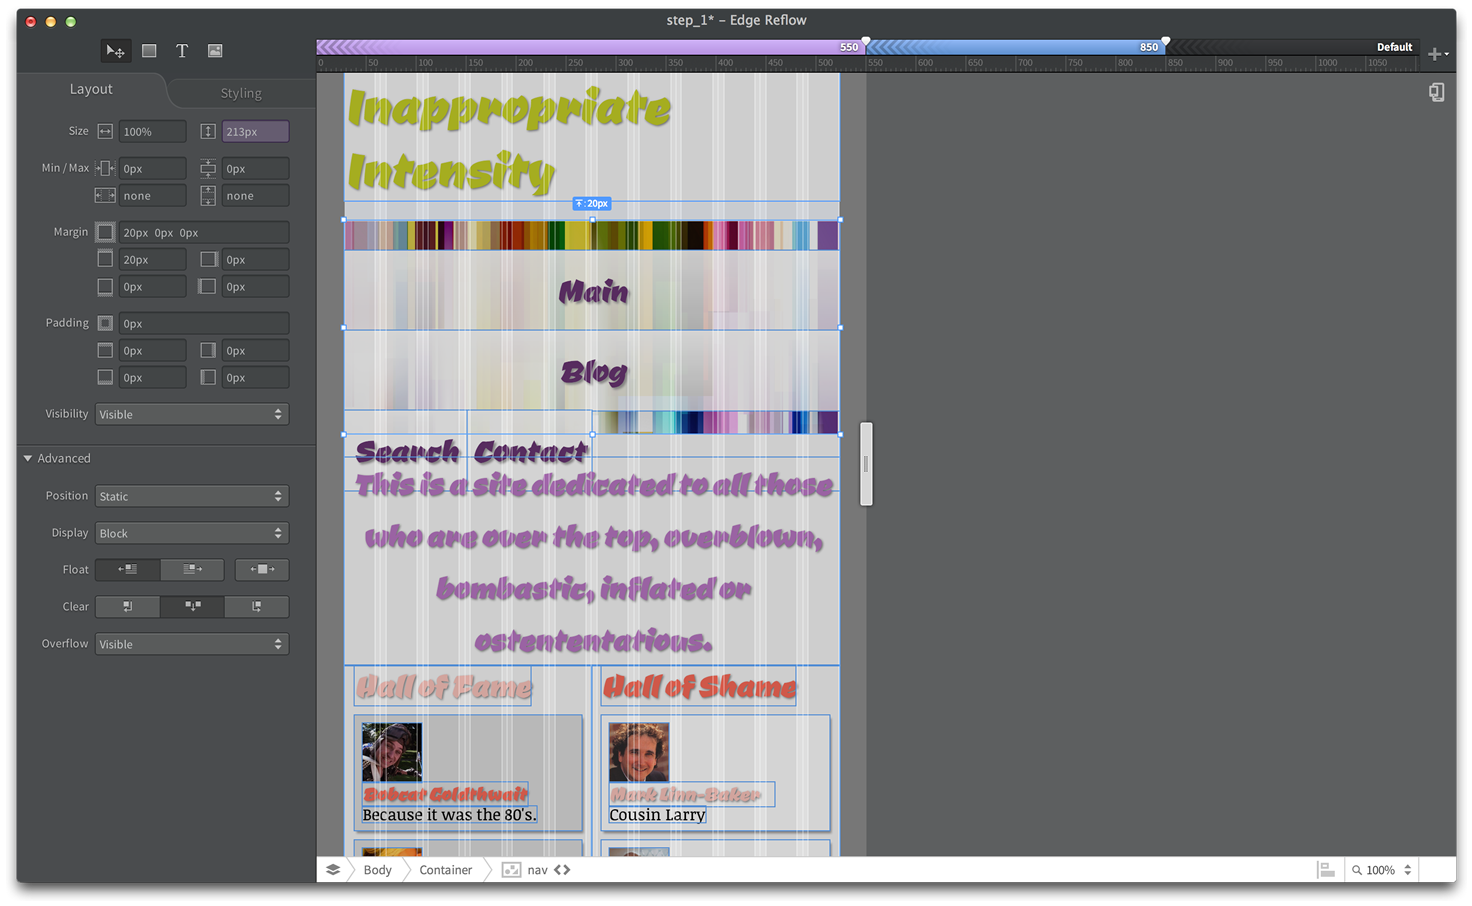 step_1* – Edge Reflow
550
850
Default
0 50 100 150 200 250 300 350 400 450 500 550 600 650 700 750 800 850 900 950 1000 1050
Layout
Styling
Size 100% 213px
Min / Max 0px 0px
none none
Margin 20px 0px 0px
20px 0px
0px 0px
Padding 0px
0px 0px
0px 0px
Visibility Visible
Advanced
Position Static
Display Block
Float
Clear
Overflow Visible
Inappropriate
Intensity
: 20px
Main
Blog
Search Contact
This is a site dedicated to all those
who are over the top, overblown,
bombastic, inflated or
ostententatious.
Hall of Fame
Hall of Shame
Bobcat Goldthwait
Because it was the 80's.
Mark Linn-Baker
Cousin Larry
Body Container nav
100%